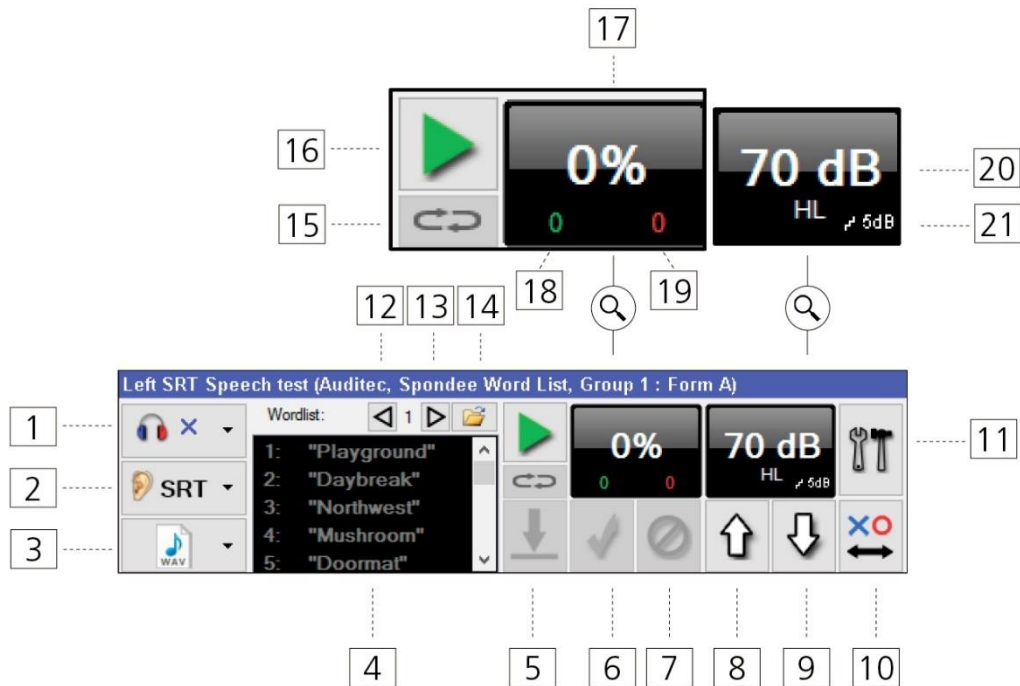 17
16
0%
70 dB
20
HL
15
0
0
5dB
21
18
19
12 13 14
Left SRT Speech test (Auditec, Spondee Word List, Group 1 : Form A)
1
Wordlist:
1
11
1: "Playground"
0%
70 dB
2
SRT
2: "Daybreak"
HL
3: "Northwest"
0
0
5dB
3
WAV
4: "Mushroom"
5: "Doormat"
4
5
6
7
8
9
10